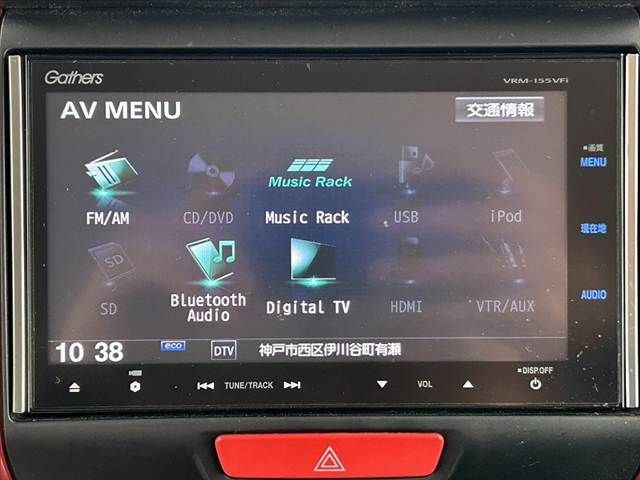 Gathers
VRM-155VFi
AV MENU
交通情報
■画質
MENU
Music Rack
FM/AM
CD/DVD
Music Rack
USB
iPod
現在地
SD
SD
Bluetooth
Audio
Digital TV
HDMI
VTR/AUX
AUDIO
10 38
eco
DTV
神戸市西区伊川谷町有瀬
TUNE/TRACK
VOL
■DISP.OFF